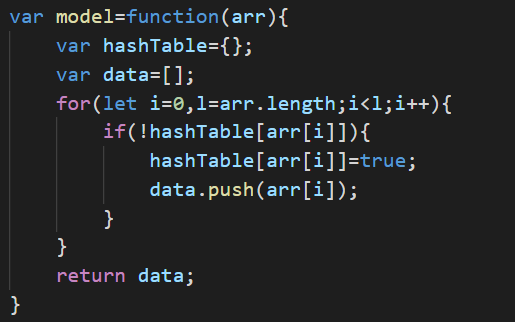 var model=function(arr){
    var hashTable={};
    var data=[];
    for(let i=0,l=arr.length;i<l;i++){
        if(!hashTable[arr[i]]){
            hashTable[arr[i]]=true;
            data.push(arr[i]);
        }
    }
    return data;
}